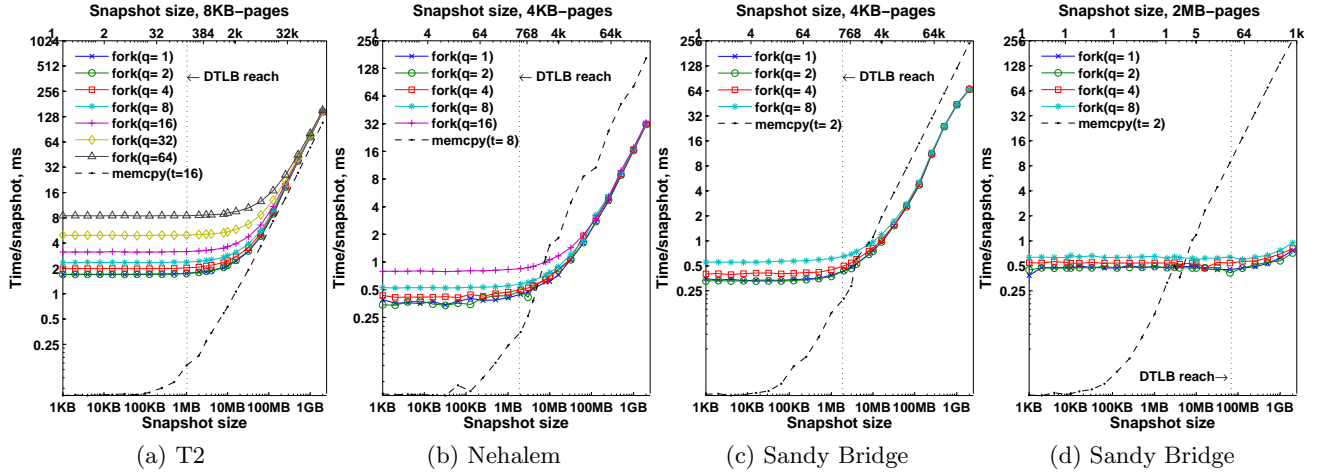 Snapshot size, 8KB−pages
1 2 32 384 2k 32k
1024
512
256
128
64
32
16
8
4
2
1
0.5
0.25
Time/snapshot, ms
fork(q= 1)
fork(q= 2)
fork(q= 4)
fork(q= 8)
fork(q=16)
fork(q=32)
fork(q=64)
memcpy(t=16)
← DTLB reach
1KB 10KB 100KB 1MB 10MB 100MB 1GB
Snapshot size
(a) T2
Snapshot size, 4KB−pages
1 4 64 768 4k 64k
256
128
64
32
16
8
4
2
1
0.5
0.25
Time/snapshot, ms
fork(q= 1)
fork(q= 2)
fork(q= 4)
fork(q= 8)
fork(q=16)
memcpy(t= 8)
← DTLB reach
1KB 10KB 100KB 1MB 10MB 100MB 1GB
Snapshot size
(b) Nehalem
Snapshot size, 4KB−pages
1 4 64 768 4k 64k
256
128
64
32
16
8
4
2
1
0.5
0.25
Time/snapshot, ms
fork(q= 1)
fork(q= 2)
fork(q= 4)
fork(q= 8)
memcpy(t= 2)
← DTLB reach
1KB 10KB 100KB 1MB 10MB 100MB 1GB
Snapshot size
(c) Sandy Bridge
Snapshot size, 2MB−pages
1 1 1 1 5 64 1k
256
128
64
32
16
8
4
2
1
0.5
0.25
Time/snapshot, ms
fork(q= 1)
fork(q= 2)
fork(q= 4)
fork(q= 8)
memcpy(t= 2)
DTLB reach→
1KB 10KB 100KB 1MB 10MB 100MB 1GB
Snapshot size
(d) Sandy Bridge